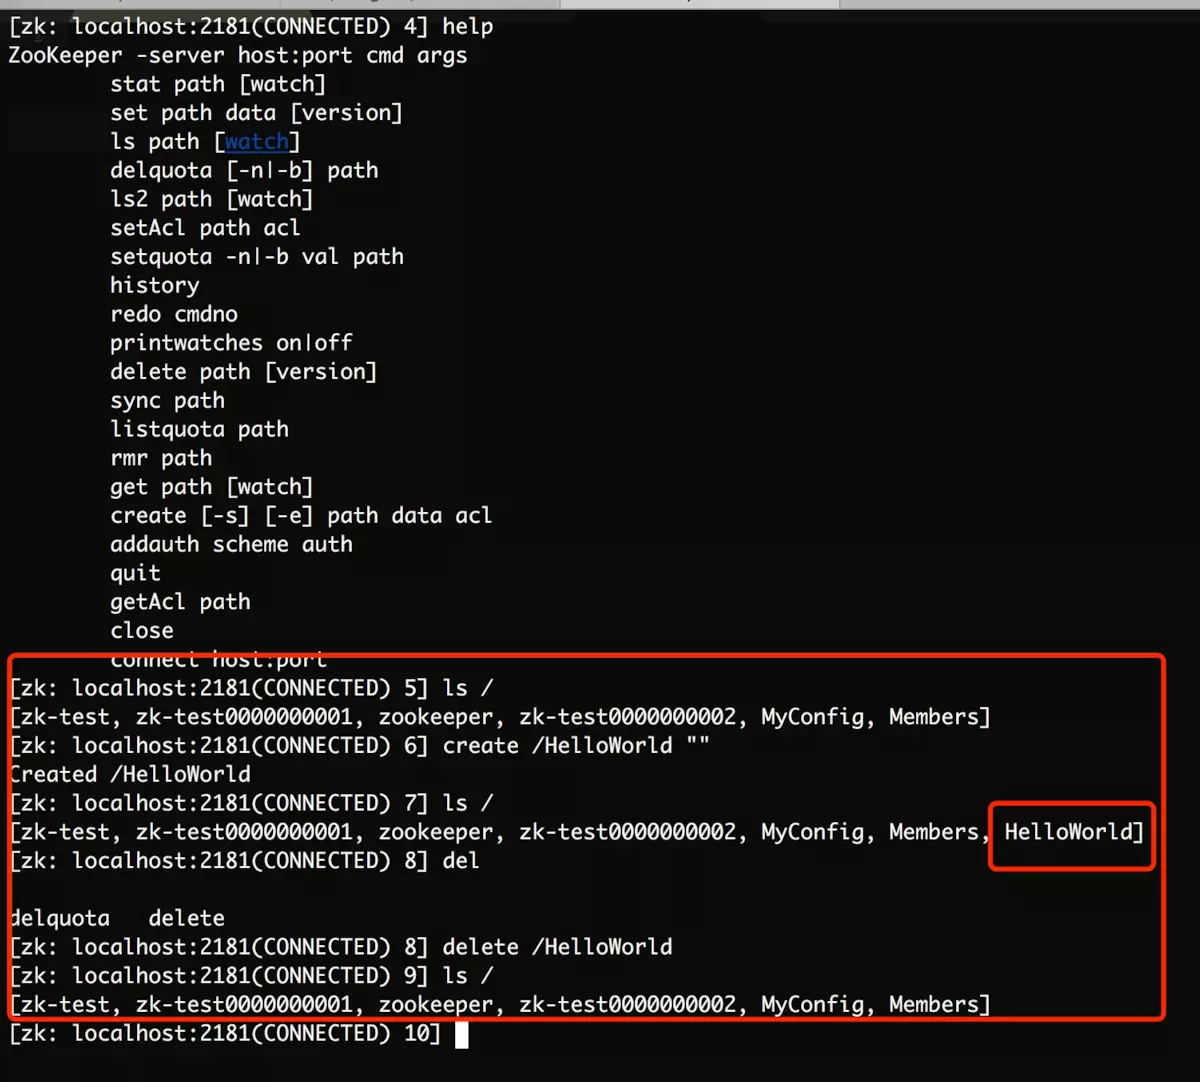 [zk: localhost:2181(CONNECTED) 4] help
ZooKeeper -server host:port cmd args
stat path [watch]
set path data [version]
ls path [watch]
delquota [-n|-b] path
ls2 path [watch]
setAcl path acl
setquota -n|-b val path
history
redo cmdno
printwatches on|off
delete path [version]
sync path
listquota path
rmr path
get path [watch]
create [-s] [-e] path data acl
addauth scheme auth
quit
getAcl path
close
connect host:port
[zk: localhost:2181(CONNECTED) 5] ls /
[zk-test, zk-test0000000001, zookeeper, zk-test0000000002, MyConfig, Members]
[zk: localhost:2181(CONNECTED) 6] create /HelloWorld ""
Created /HelloWorld
[zk: localhost:2181(CONNECTED) 7] ls /
[zk-test, zk-test0000000001, zookeeper, zk-test0000000002, MyConfig, Members, HelloWorld]
[zk: localhost:2181(CONNECTED) 8] del
delquota   delete
[zk: localhost:2181(CONNECTED) 8] delete /HelloWorld
[zk: localhost:2181(CONNECTED) 9] ls /
[zk-test, zk-test0000000001, zookeeper, zk-test0000000002, MyConfig, Members]
[zk: localhost:2181(CONNECTED) 10]